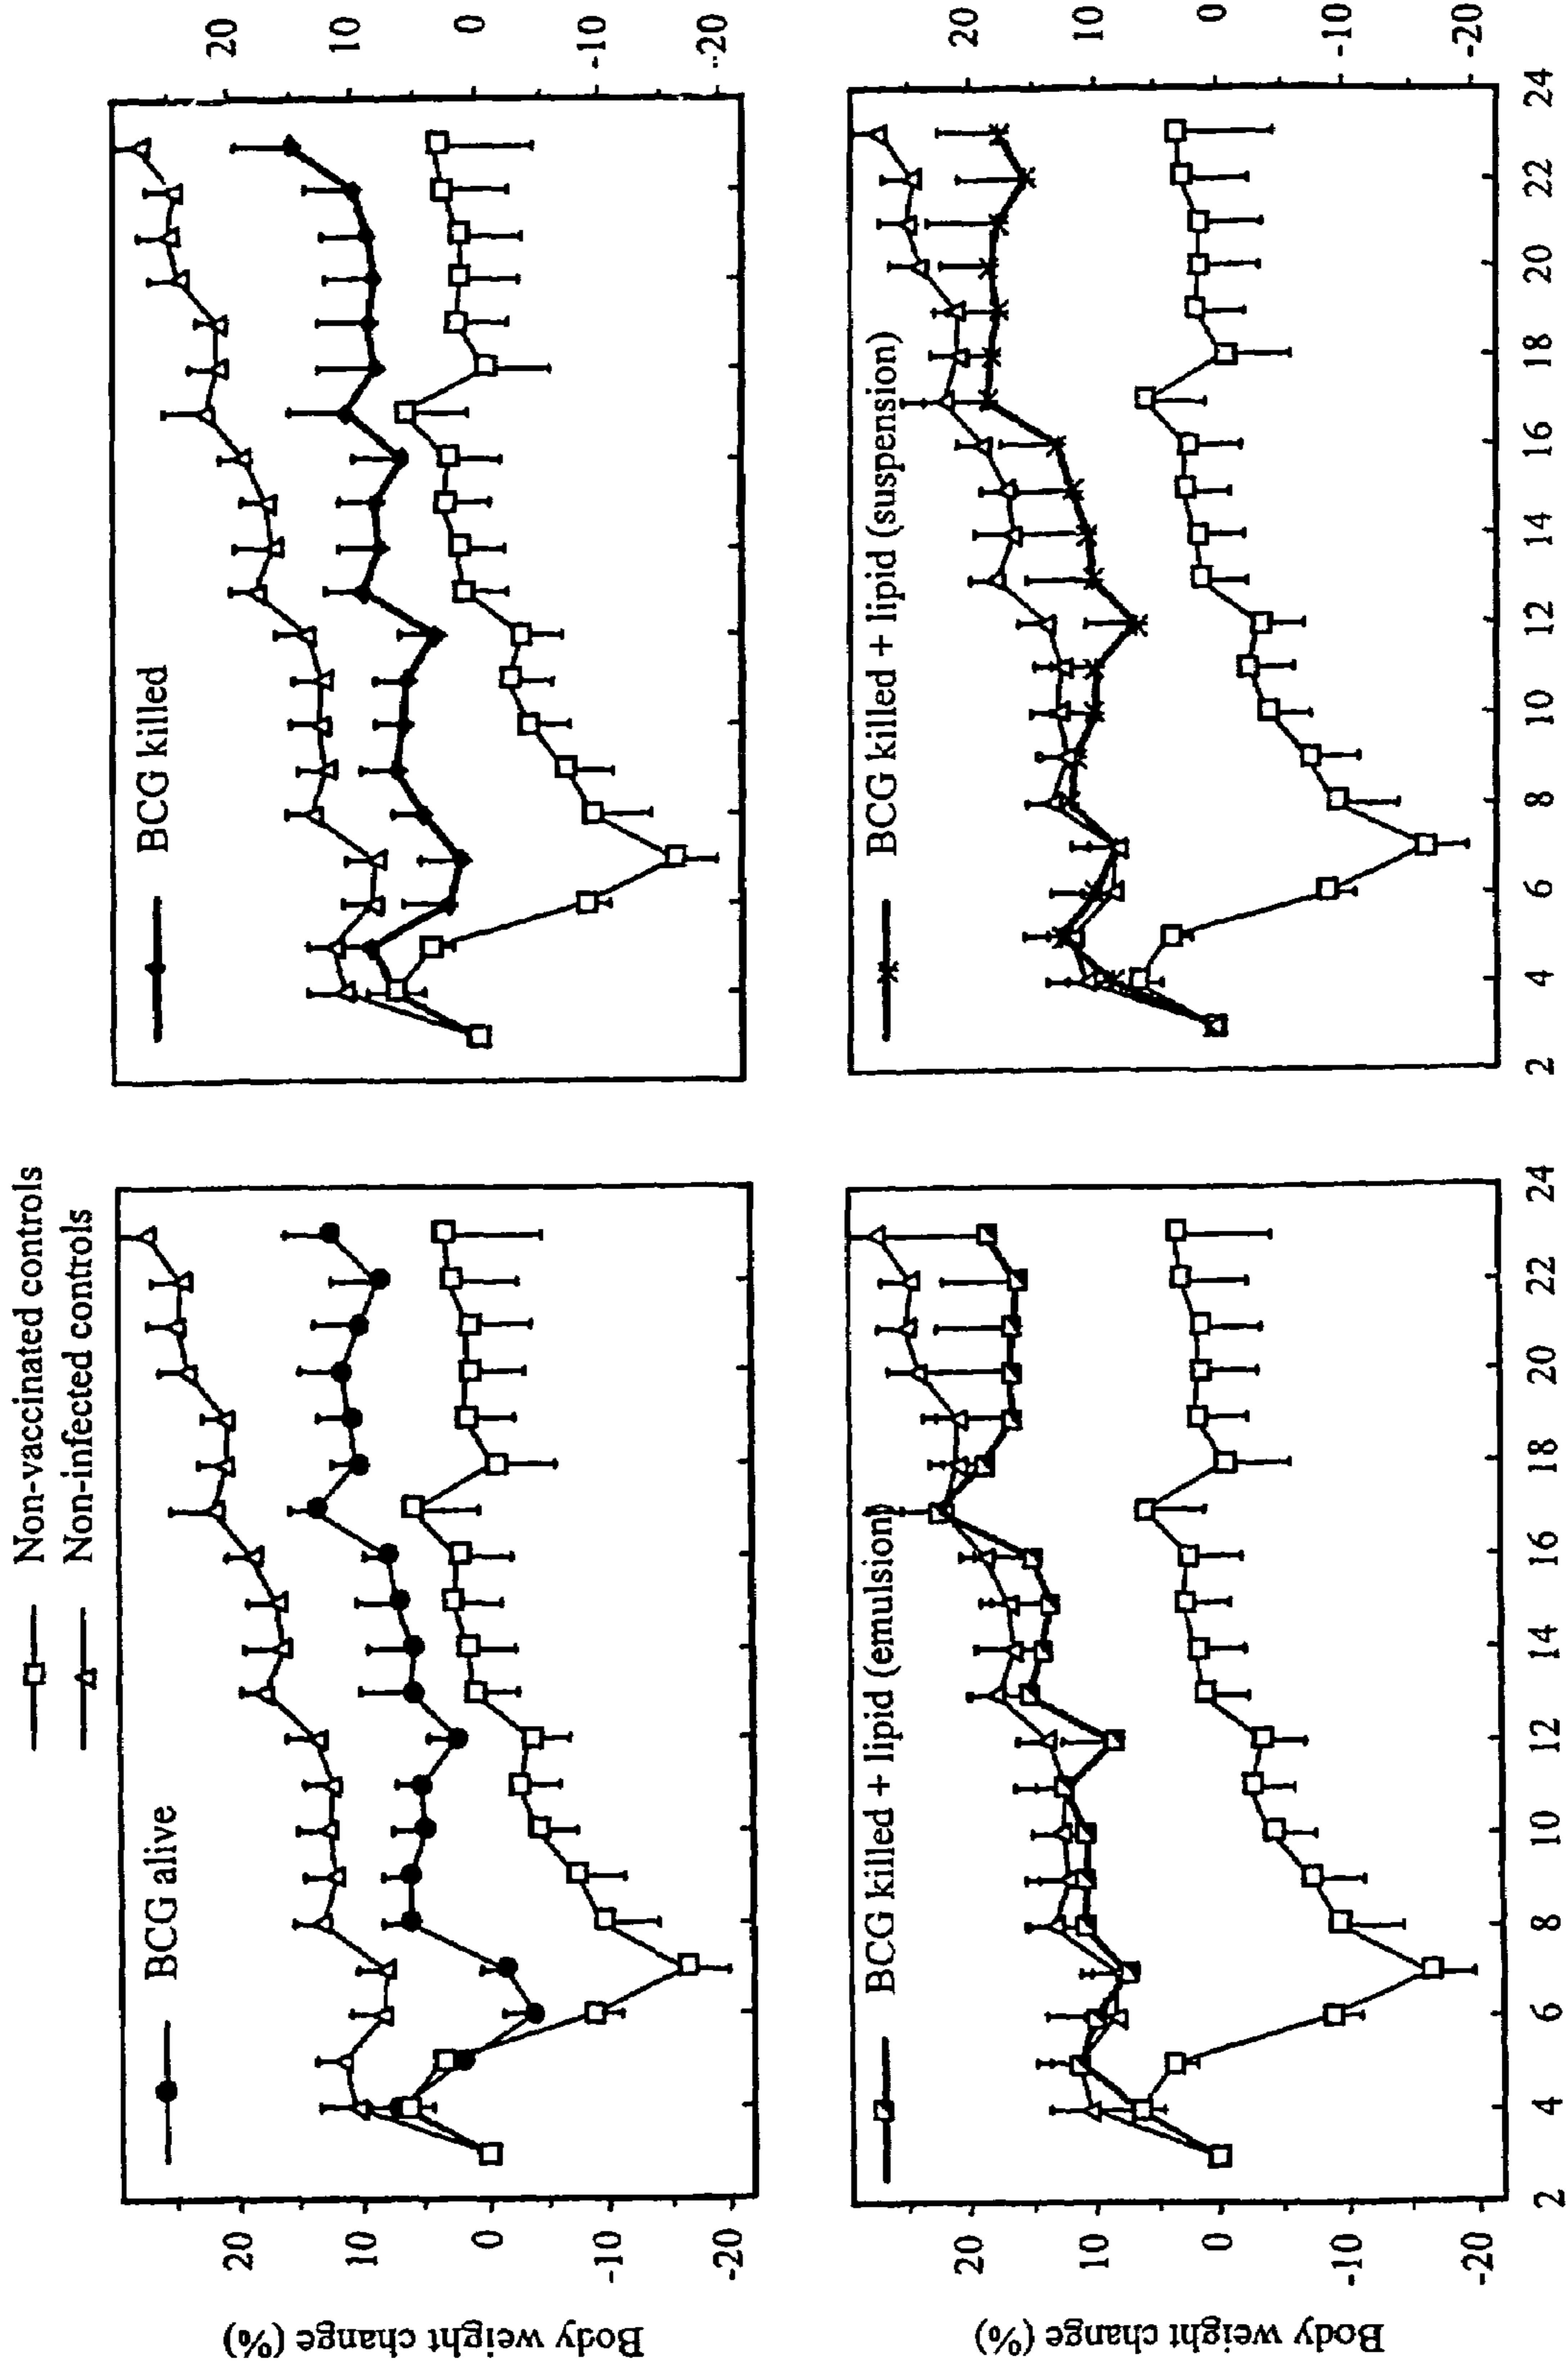 Non-vaccinated controls
Non-infected controls
BCG alive
BCG killed
Body weight change (%)
20
10
0
-10
-20
20
10
0
-10
-20
BCG killed + lipid (emulsion)
BCG killed + lipid (suspension)
Body weight change (%)
20
10
0
-10
-20
20
10
0
-10
-20
2 4 6 8 10 12 14 16 18 20 22 24
2 4 6 8 10 12 14 16 18 20 22 24